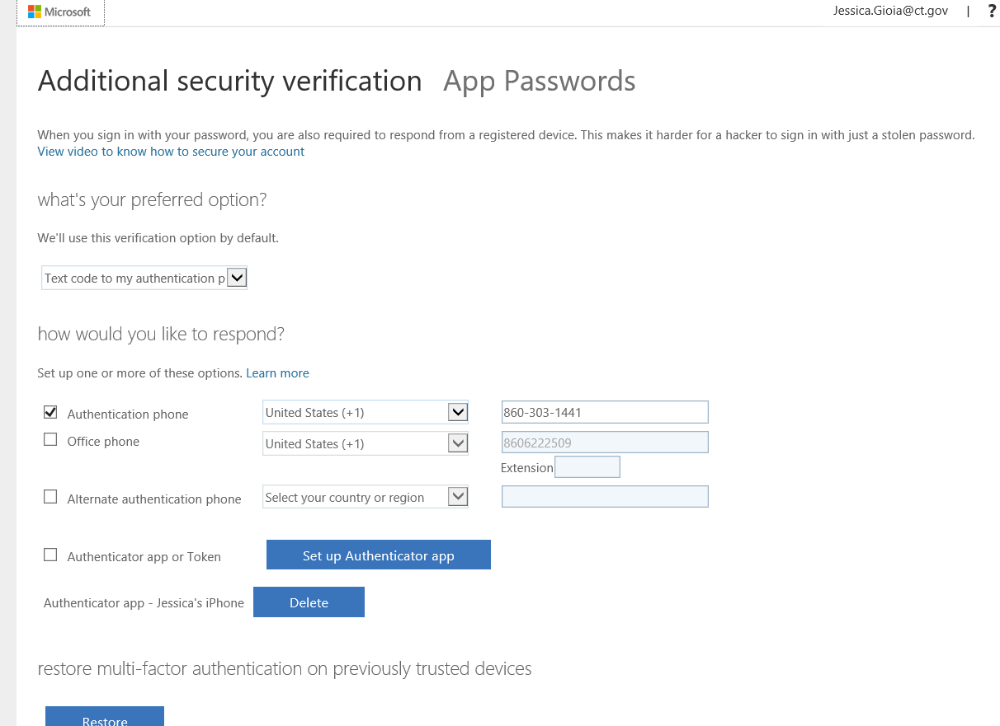 Microsoft
Jessica.Gioia@ct.gov | ?
Additional security verification App Passwords
When you sign in with your password, you are also required to respond from a registered device. This makes it harder for a hacker to sign in with just a stolen password.
View video to know how to secure your account
what's your preferred option?
We'll use this verification option by default.
Text code to my authentication p
how would you like to respond?
Set up one or more of these options. Learn more
Authentication phone United States (+1) 860-303-1441
Office phone United States (+1) 8606222509
Extension
Alternate authentication phone Select your country or region
Authenticator app or Token Set up Authenticator app
Authenticator app - Jessica's iPhone Delete
restore multi-factor authentication on previously trusted devices
Restore